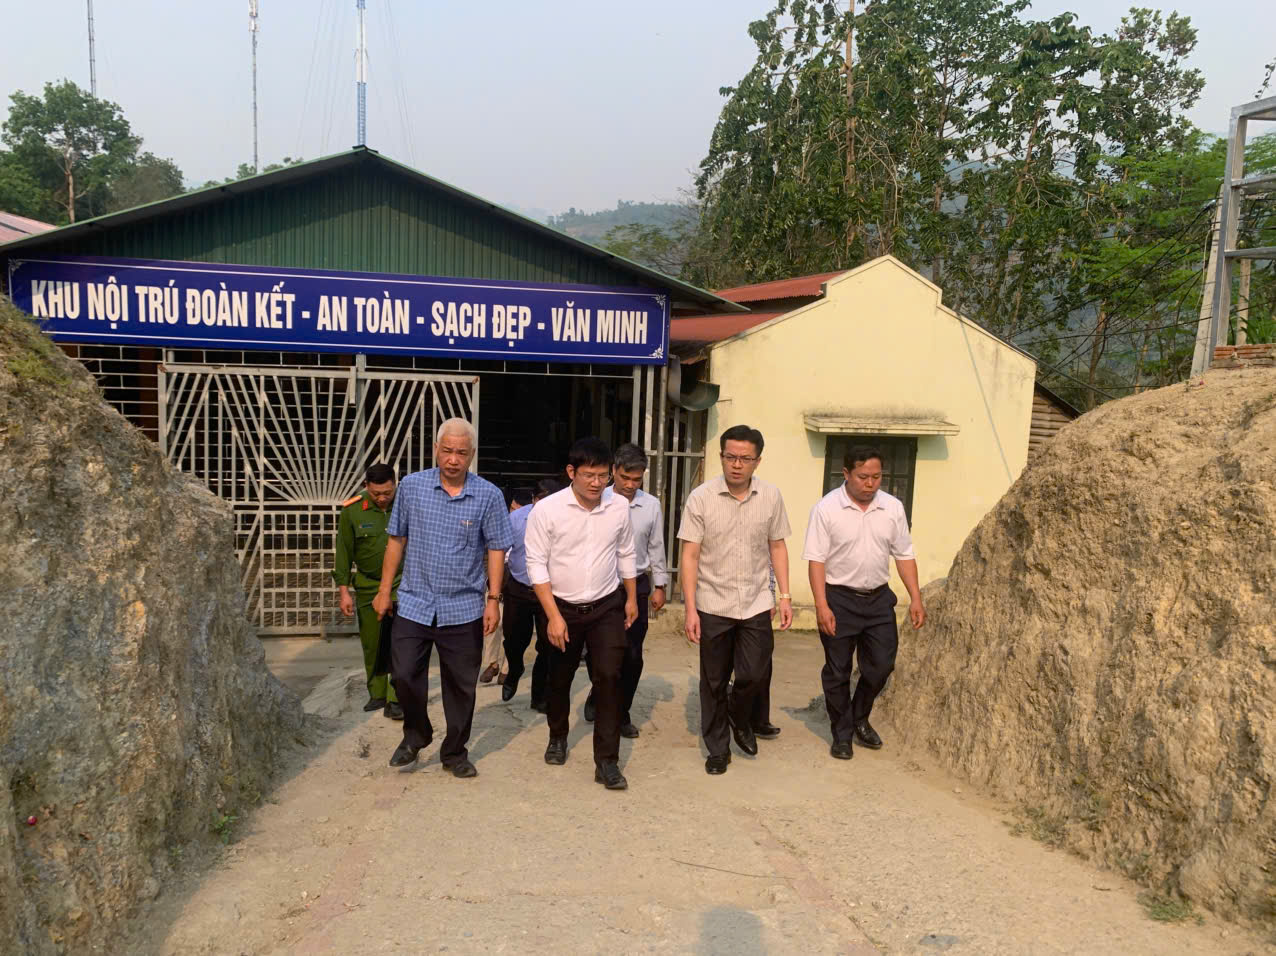 KHU NỘI TRÚ ĐOÀN KẾT - AN TOÀN - SẠCH ĐẸP - VĂN MINH